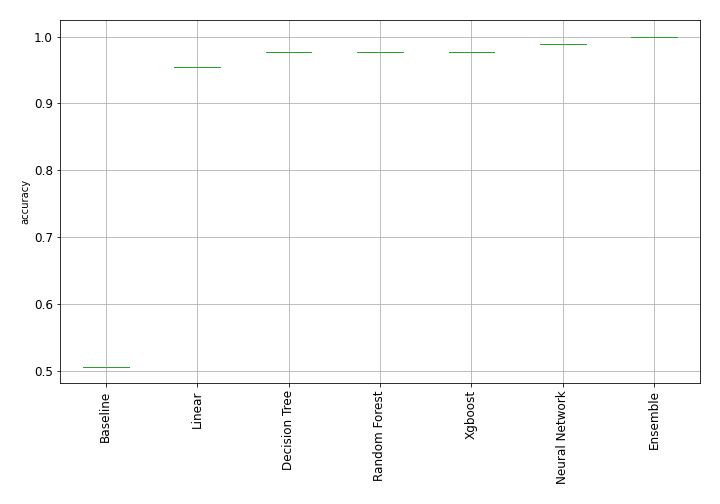 1.0
0.9
0.8
0.7
0.6
0.5
accuracy
Baseline
Linear
Decision Tree
Random Forest
Xgboost
Neural Network
Ensemble